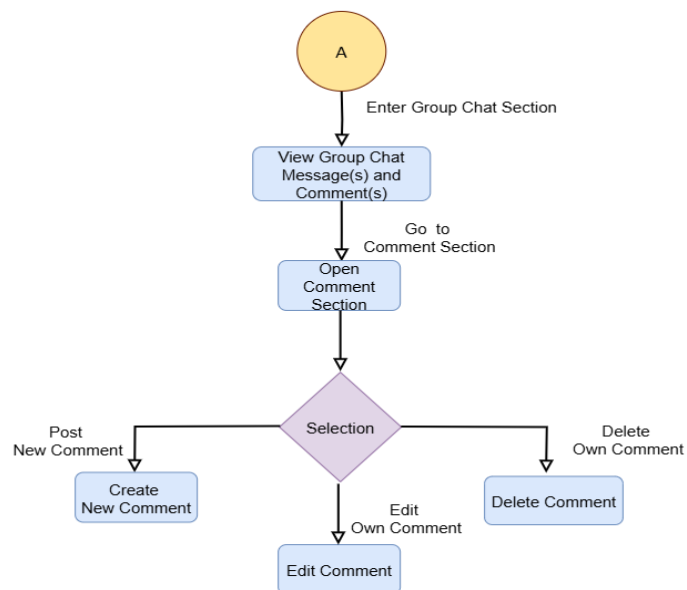 A
Enter Group Chat Section
View Group Chat
Message(s) and
Comment(s)
Go to
Comment Section
Open
Comment
Section
Selection
Post
New Comment
Delete
Own Comment
Create
New Comment
Edit
Own Comment
Delete Comment
Edit Comment